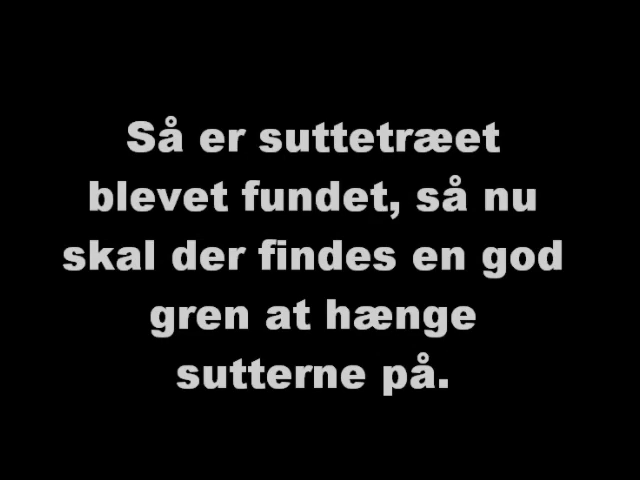 Så er suttetræet
blevet fundet, så nu
skal der findes en god
gren at hænge
sutterne på.